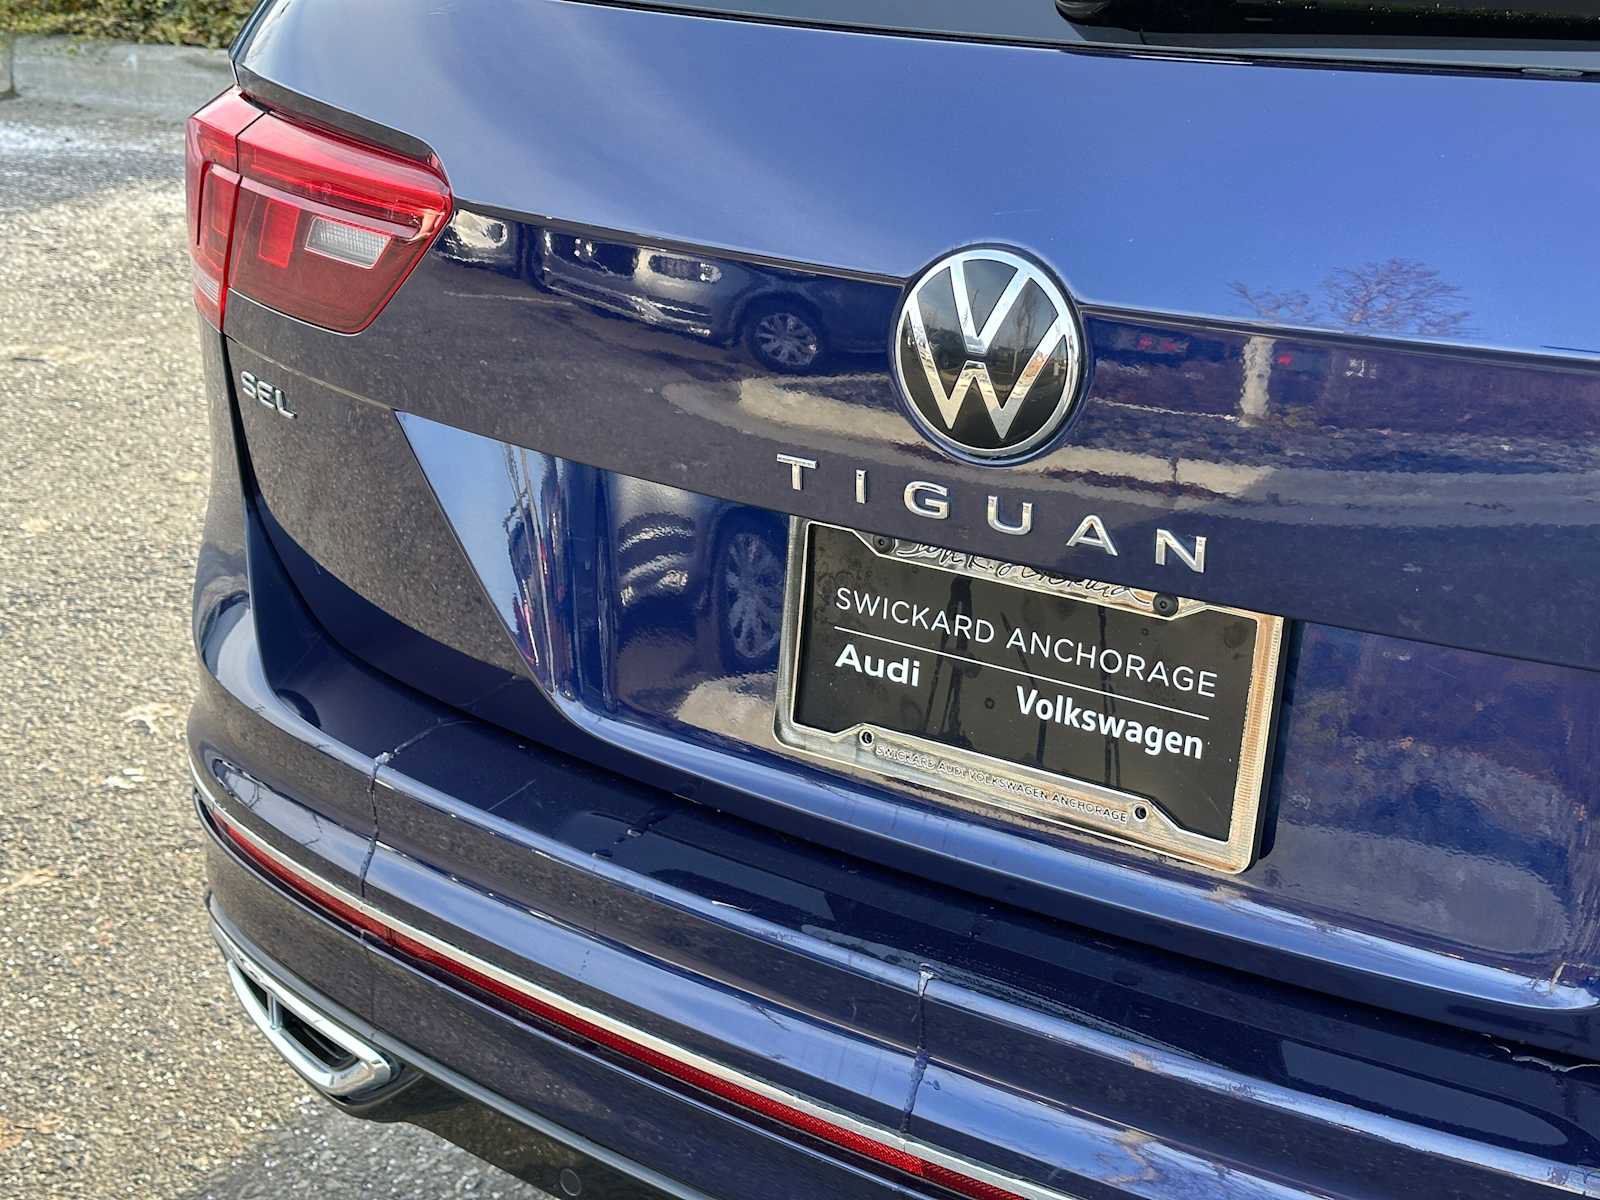 SEL
TIGUAN
SWICKARD ANCHORAGE
Audi
Volkswagen
SWICKARD AUDI VOLKSWAGEN ANCHORAGE